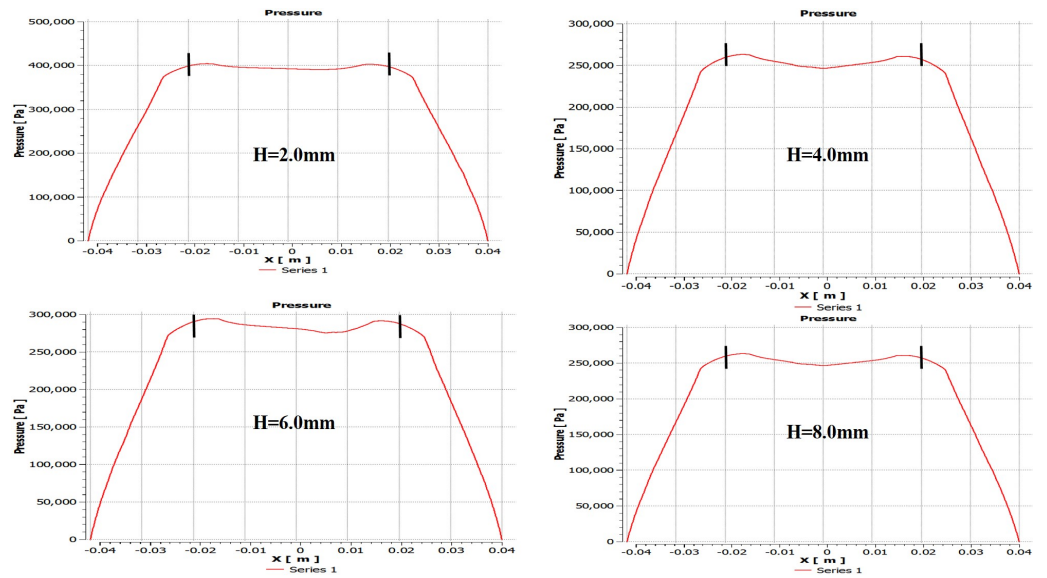 Pressure
500,000
400,000
300,000
200,000
100,000
0
Pressure [ Pa ]
H=2.0mm
-0.04 -0.03 -0.02 -0.01 0 0.01 0.02 0.03 0.04
X [ m ]
Series 1
Pressure
300,000
250,000
200,000
150,000
100,000
50,000
0
Pressure [ Pa ]
H=4.0mm
-0.04 -0.03 -0.02 -0.01 0 0.01 0.02 0.03 0.04
X [ m ]
Series 1
Pressure
300,000
250,000
200,000
150,000
100,000
50,000
0
Pressure [ Pa ]
H=6.0mm
-0.04 -0.03 -0.02 -0.01 0 0.01 0.02 0.03 0.04
X [ m ]
Series 1
Pressure
300,000
250,000
200,000
150,000
100,000
50,000
0
Pressure [ Pa ]
H=8.0mm
-0.04 -0.03 -0.02 -0.01 0 0.01 0.02 0.03 0.04
X [ m ]
Series 1